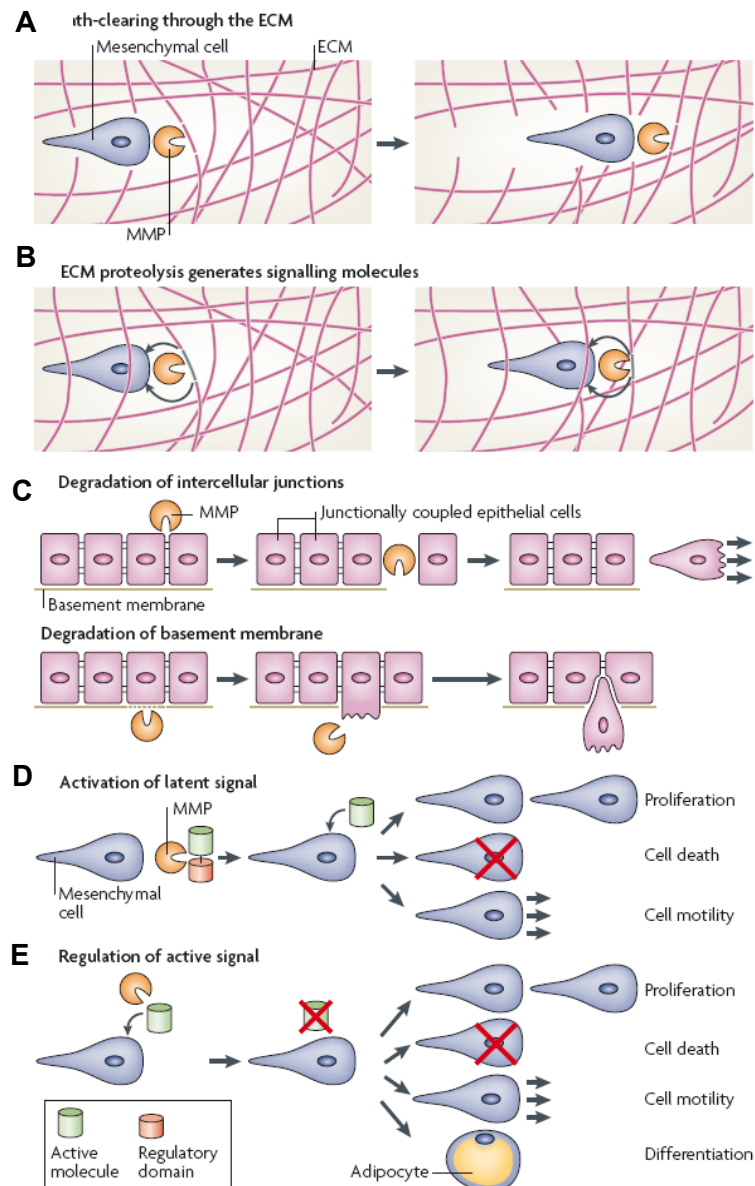 A
th-clearing through the ECM
Mesenchymal cell
ECM
MMP
B
ECM proteolysis generates signalling molecules
C
Degradation of intercellular junctions
MMP
Junctionally coupled epithelial cells
Basement membrane
Degradation of basement membrane
D
Activation of latent signal
MMP
Mesenchymal
cell
Proliferation
Cell death
Cell motility
E
Regulation of active signal
Proliferation
Cell death
Cell motility
Differentiation
Adipocyte
Active
molecule
Regulatory
domain